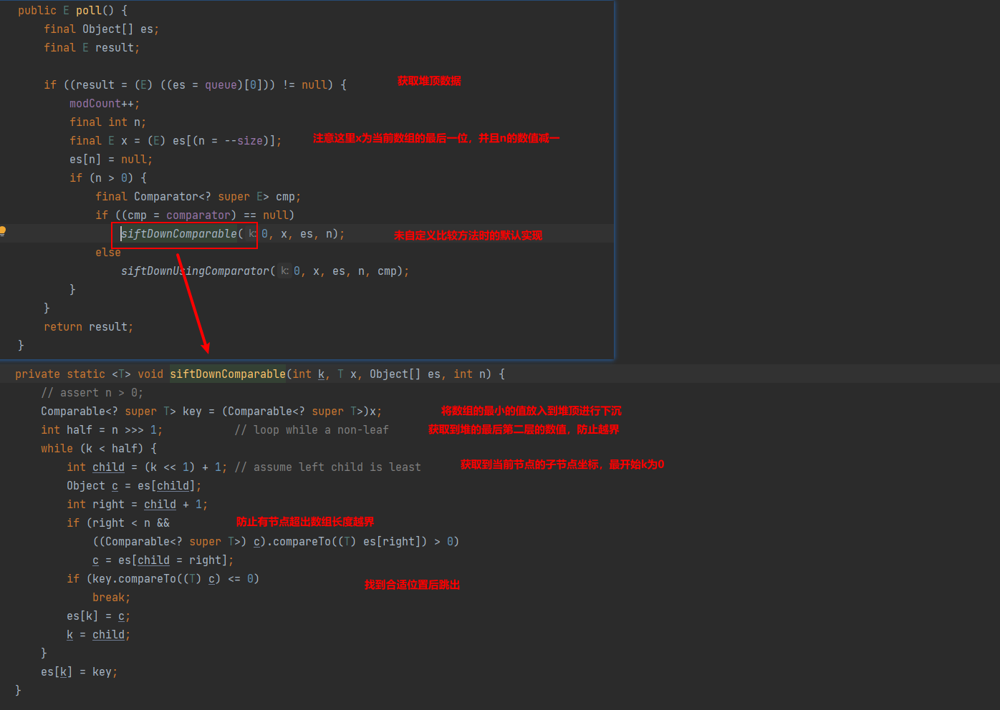 public E poll() {
final Object[] es;
final E result;
if ((result = (E) ((es = queue)[0])) != null) { 获取堆顶数据
modCount++;
final int n;
final E x = (E) es[(n = --size)]; 注意这里x为当前数组的最后一位，并且n的数值减一
es[n] = null;
if (n > 0) {
final Comparator<? super E> cmp;
if ((cmp = comparator) == null)
siftDownComparable( k: 0, x, es, n); 未自定义比较方法时的默认实现
else
siftDownUsingComparator( k: 0, x, es, n, cmp);
}
}
return result;
}
private static <T> void siftDownComparable(int k, T x, Object[] es, int n) {
// assert n > 0;
Comparable<? super T> key = (Comparable<? super T>)x; 将数组的最小的值放入到堆顶进行下沉
int half = n >>> 1; // loop while a non-leaf 获取到堆的最后第二层的数值，防止越界
while (k < half) {
int child = (k << 1) + 1; // assume left child is least 获取到当前节点的子节点坐标，最开始k为0
Object c = es[child];
int right = child + 1;
if (right < n && 防止有节点超出数组长度越界
((Comparable<? super T>) c).compareTo((T) es[right]) > 0)
c = es[child = right];
if (key.compareTo((T) c) <= 0) 找到合适位置后跳出
break;
es[k] = c;
k = child;
}
es[k] = key;
}